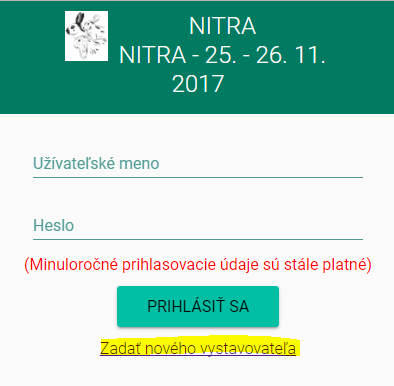 NITRA
NITRA - 25. - 26. 11.
2017
Užívateľské meno
Heslo
(Minuloročné prihlasovacie údaje sú stále platné)
PRIHLÁSIŤ SA
Zadať nového vystavovateľa